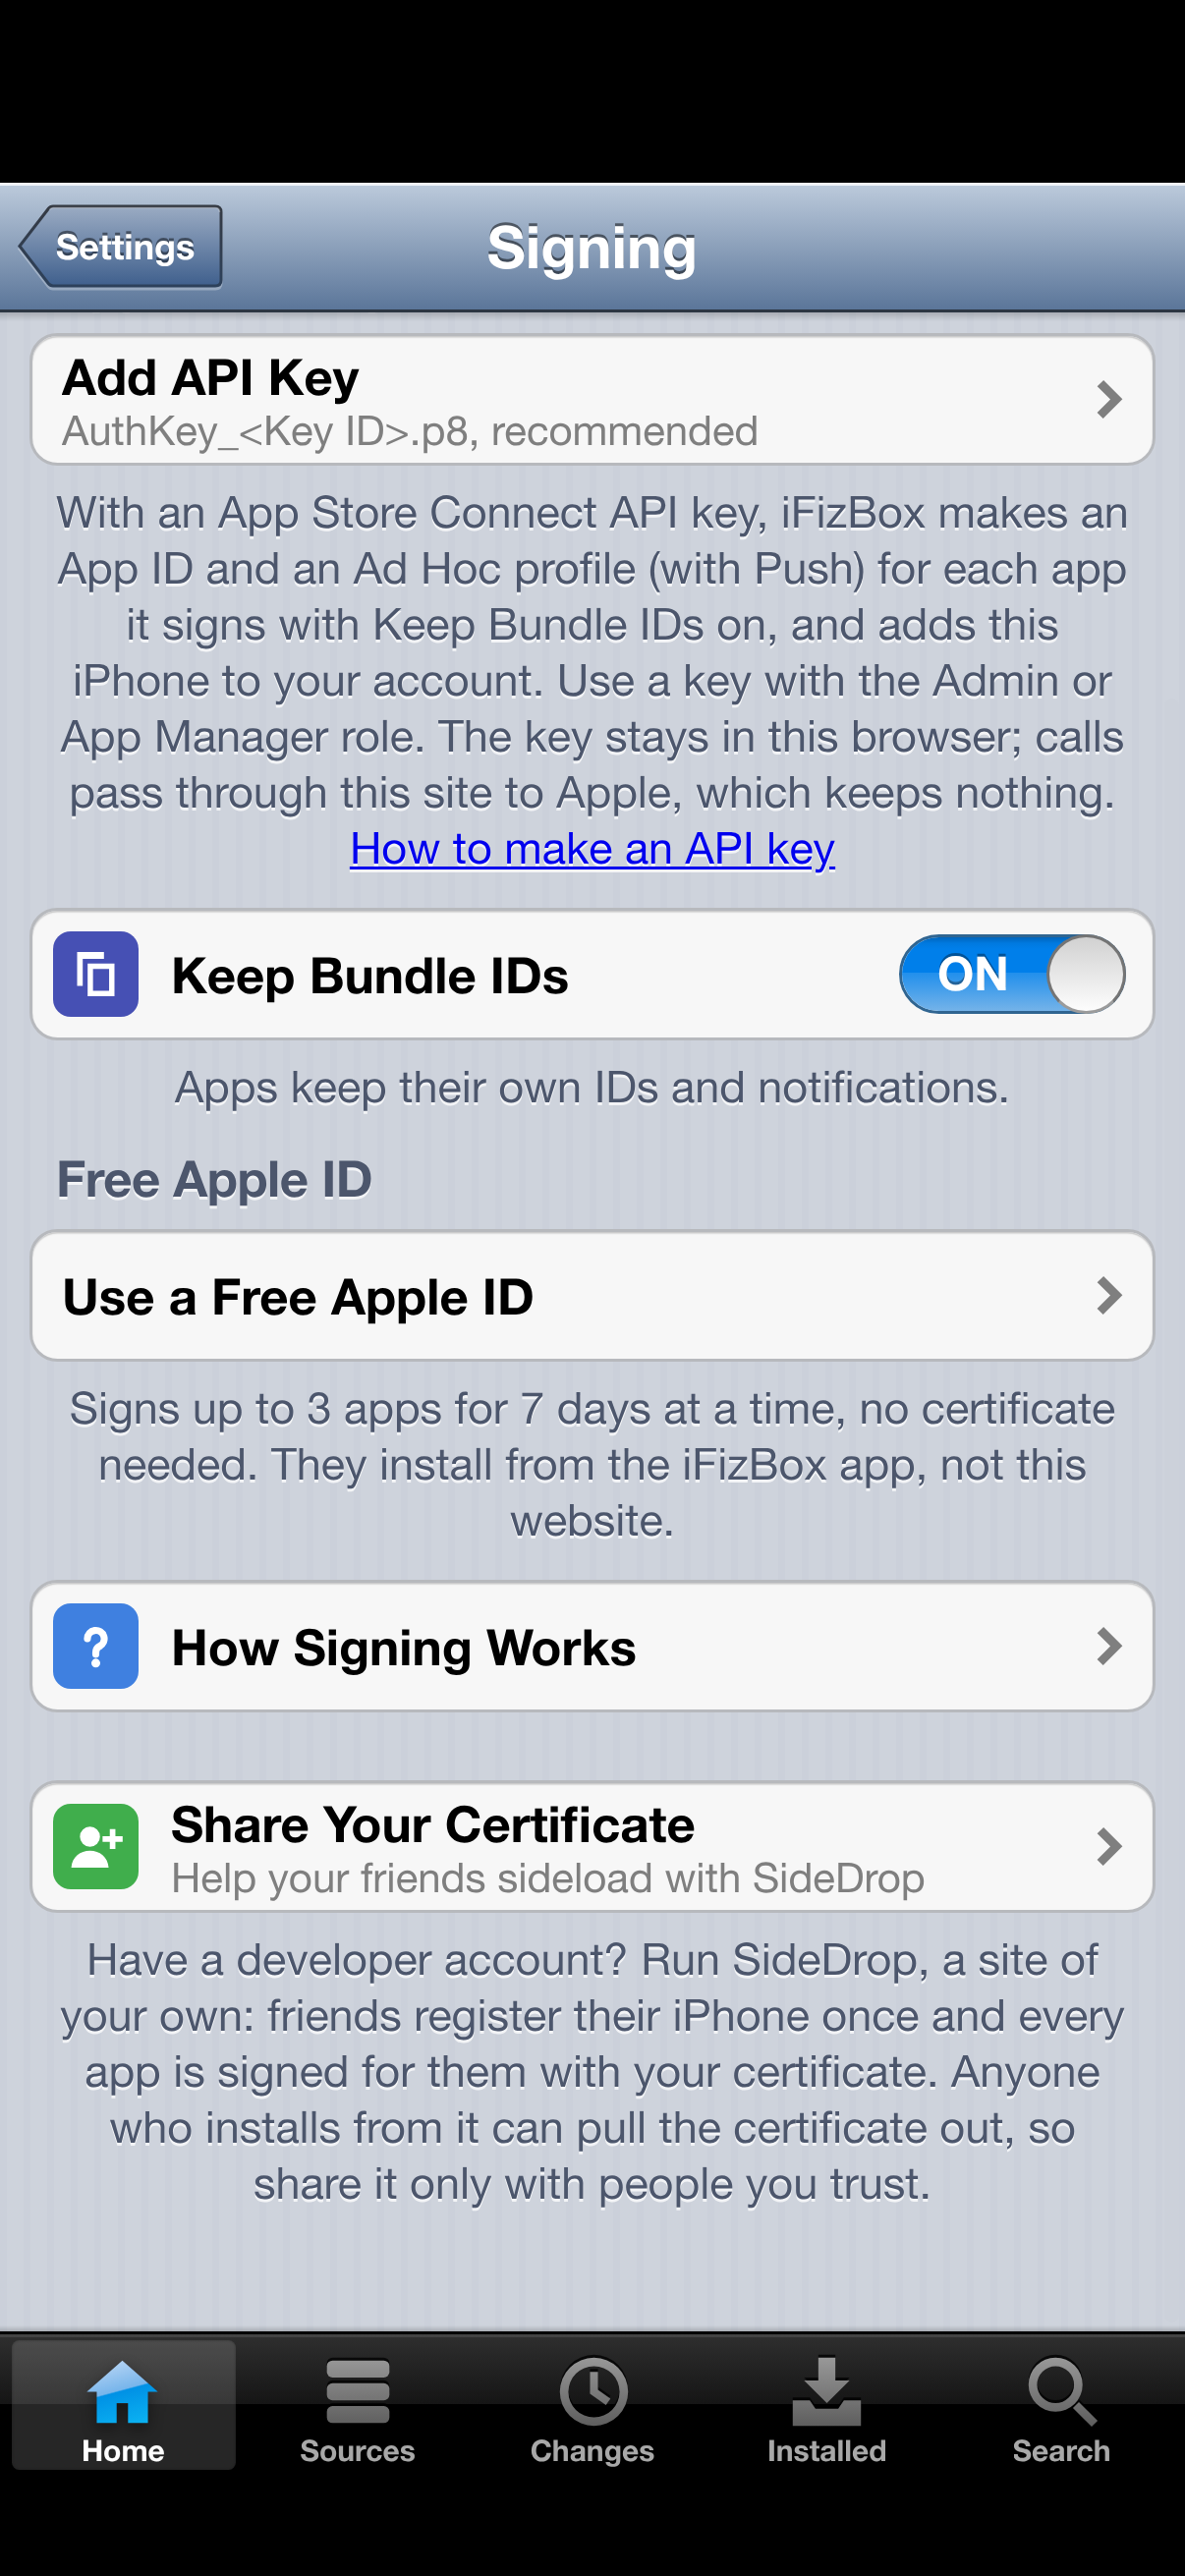 Settings
Signing
Add API Key
AuthKey_<Key ID>.p8, recommended
With an App Store Connect API key, iFizBox makes an
App ID and an Ad Hoc profile (with Push) for each app
it signs with Keep Bundle IDs on, and adds this
iPhone to your account. Use a key with the Admin or
App Manager role. The key stays in this browser; calls
pass through this site to Apple, which keeps nothing.
How to make an API key
Keep Bundle IDs
ON
Apps keep their own IDs and notifications.
Free Apple ID
Use a Free Apple ID
Signs up to 3 apps for 7 days at a time, no certificate
needed. They install from the iFizBox app, not this
website.
?
How Signing Works
Share Your Certificate
Help your friends sideload with SideDrop
Have a developer account? Run SideDrop, a site of
your own: friends register their iPhone once and every
app is signed for them with your certificate. Anyone
who installs from it can pull the certificate out, so
share it only with people you trust.
Home
Sources
Changes
Installed
Search